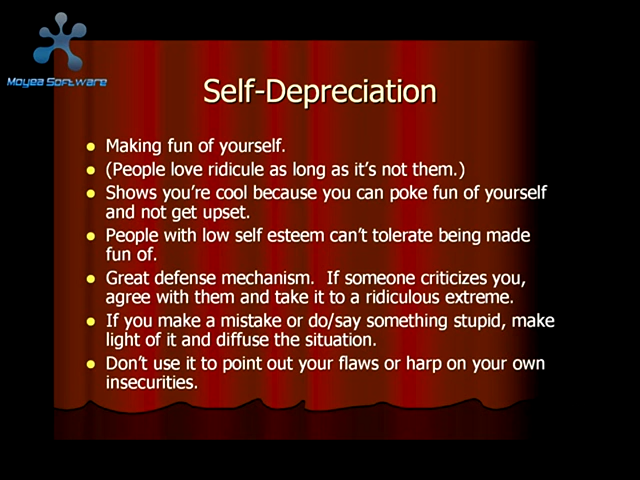 Moyea Software
Self-Depreciation
Making fun of yourself.
(People love ridicule as long as it's not them.)
Shows you're cool because you can poke fun of yourself
and not get upset.
People with low self esteem can't tolerate being made
fun of.
Great defense mechanism.  If someone criticizes you,
agree with them and take it to a ridiculous extreme.
If you make a mistake or do/say something stupid, make
light of it and diffuse the situation.
Don't use it to point out your flaws or harp on your own
insecurities.